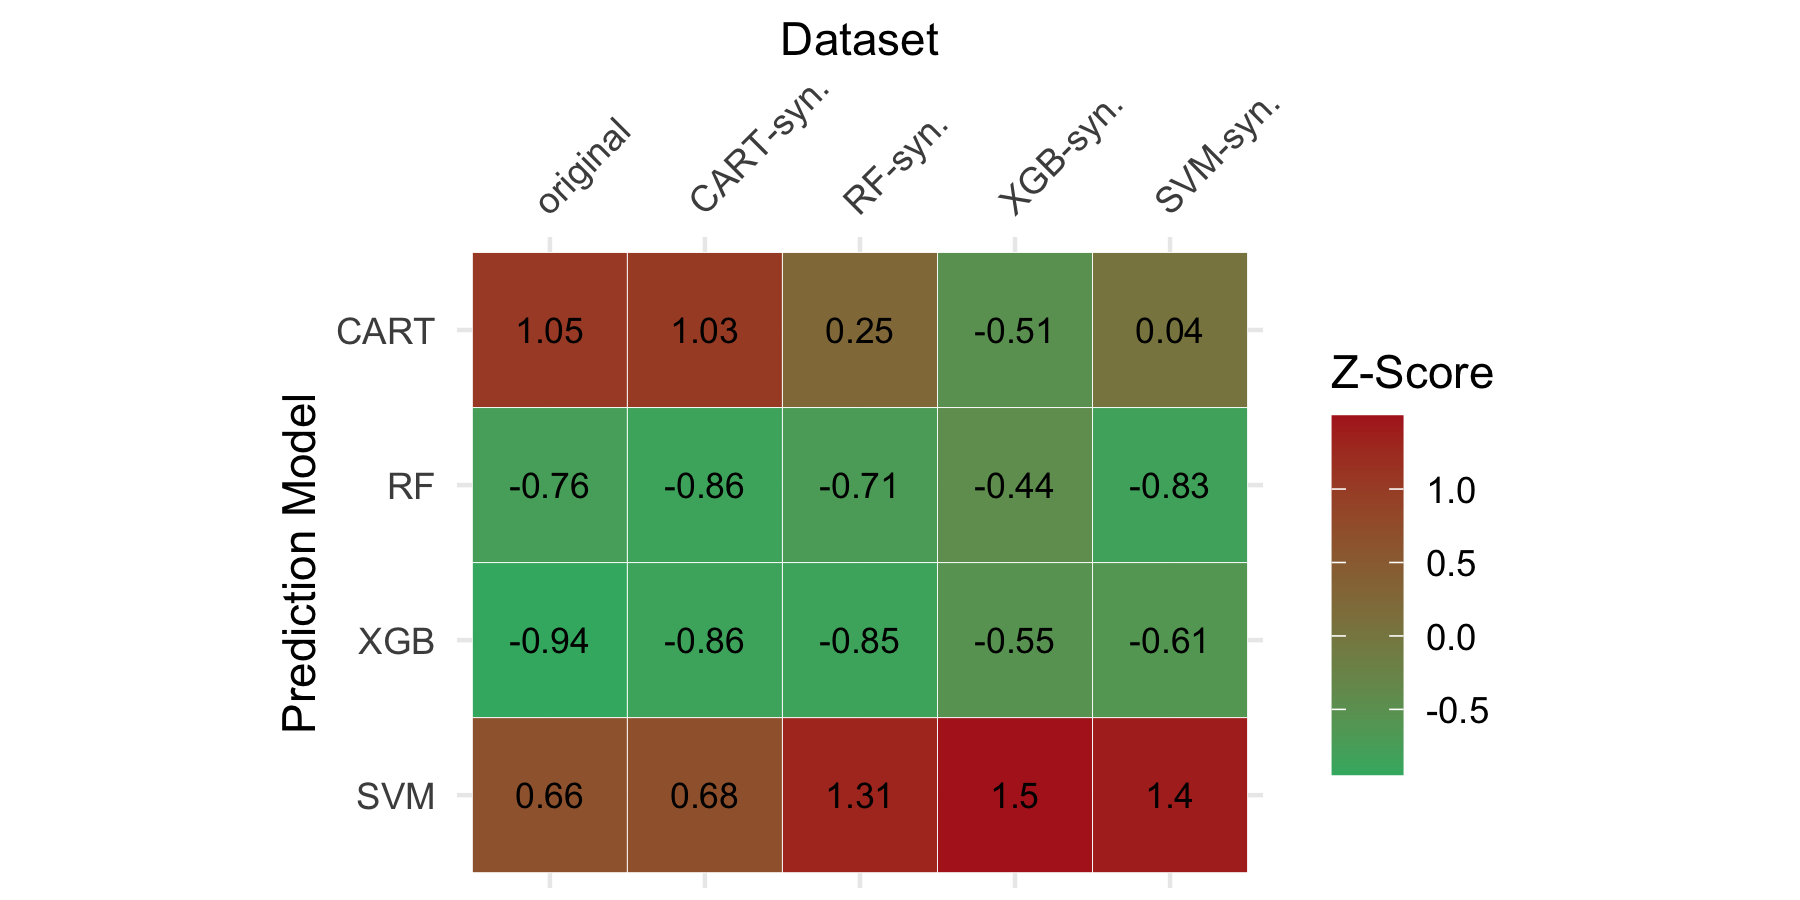 Dataset
original CART-syn. RF-syn. XGB-syn. SVM-syn.
Prediction Model
CART 1.05 1.03 0.25 -0.51 0.04
RF -0.76 -0.86 -0.71 -0.44 -0.83
XGB -0.94 -0.86 -0.85 -0.55 -0.61
SVM 0.66 0.68 1.31 1.5 1.4
Z-Score
1.0
0.5
0.0
-0.5